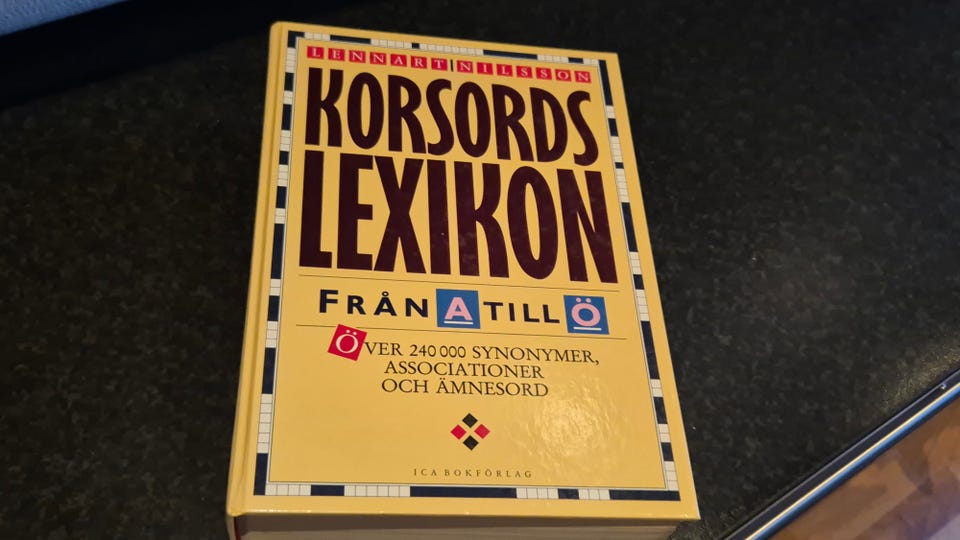 LENNART NILSSON
KORSORDS
LEXIKON
FRÅN A TILL Ö
ÖVER 240 000 SYNONYMER,
ASSOCIATIONER
OCH ÄMNESORD
ICA BOKFÖRLAG